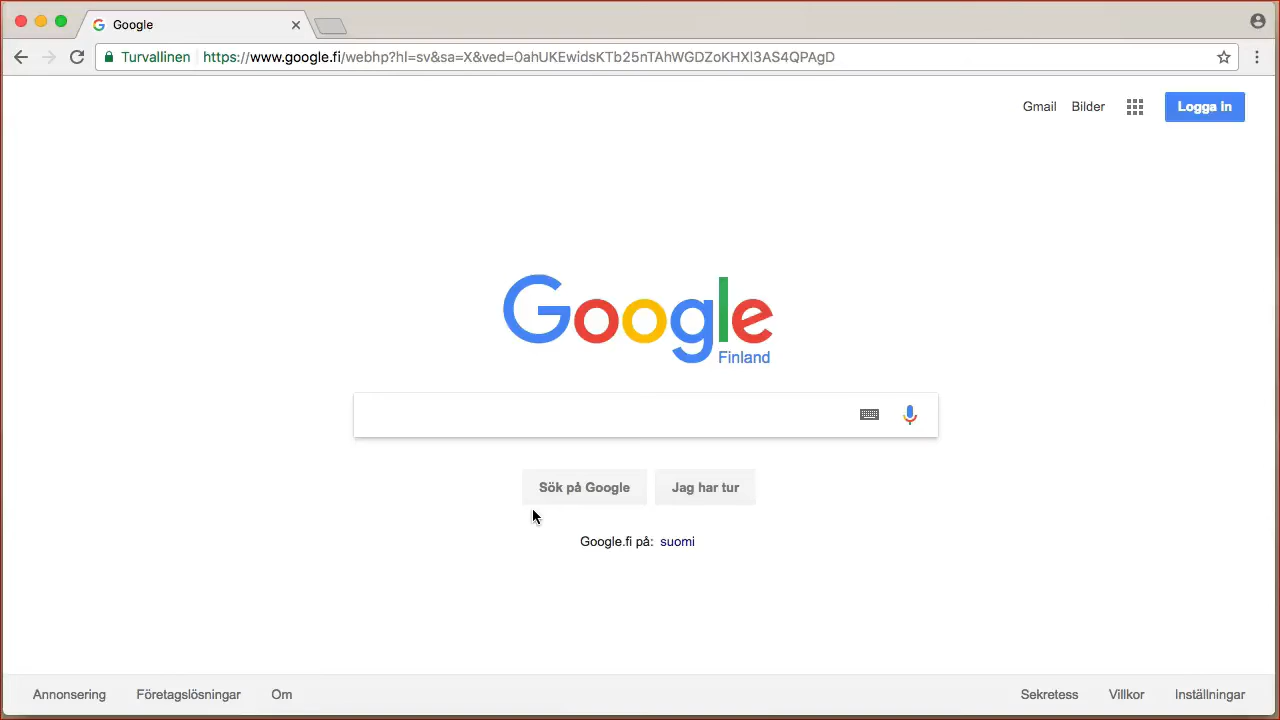 Google
Turvallinen https://www.google.fi/webhp?hl=sv&sa=X&ved=0ahUKEwidsKTb25nTAhWGDZoKHXl3AS4QPAgD
Gmail Bilder Logga in
Google
Finland
Sök på Google Jag har tur
Google.fi på: suomi
Annonsering Företagslösningar Om Sekretess Villkor Inställningar